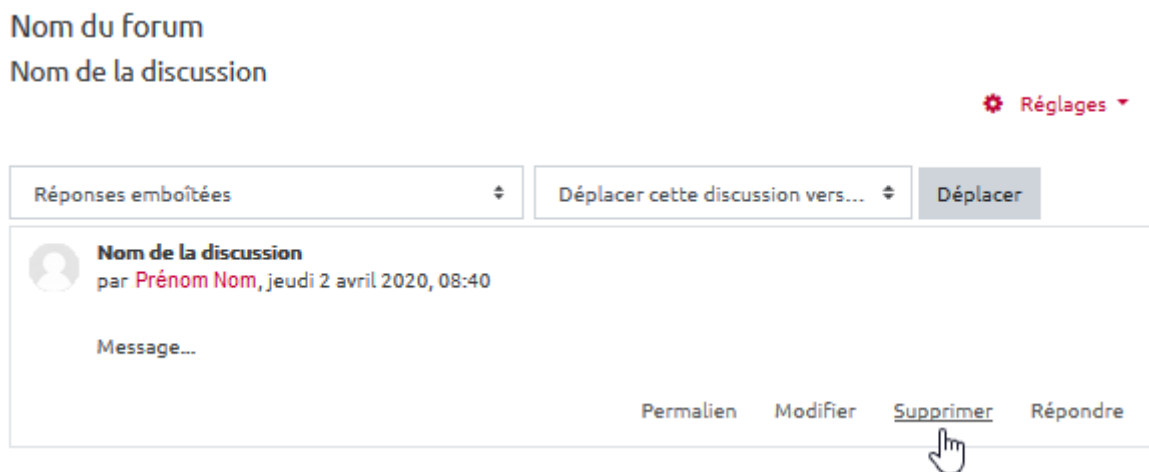 Nom du forum
Nom de la discussion
Réglages
Réponses emboîtées
Déplacer cette discussion vers...
Déplacer
Nom de la discussion
par Prénom Nom, jeudi 2 avril 2020, 08:40
Message...
Permalien Modifier Supprimer Répondre